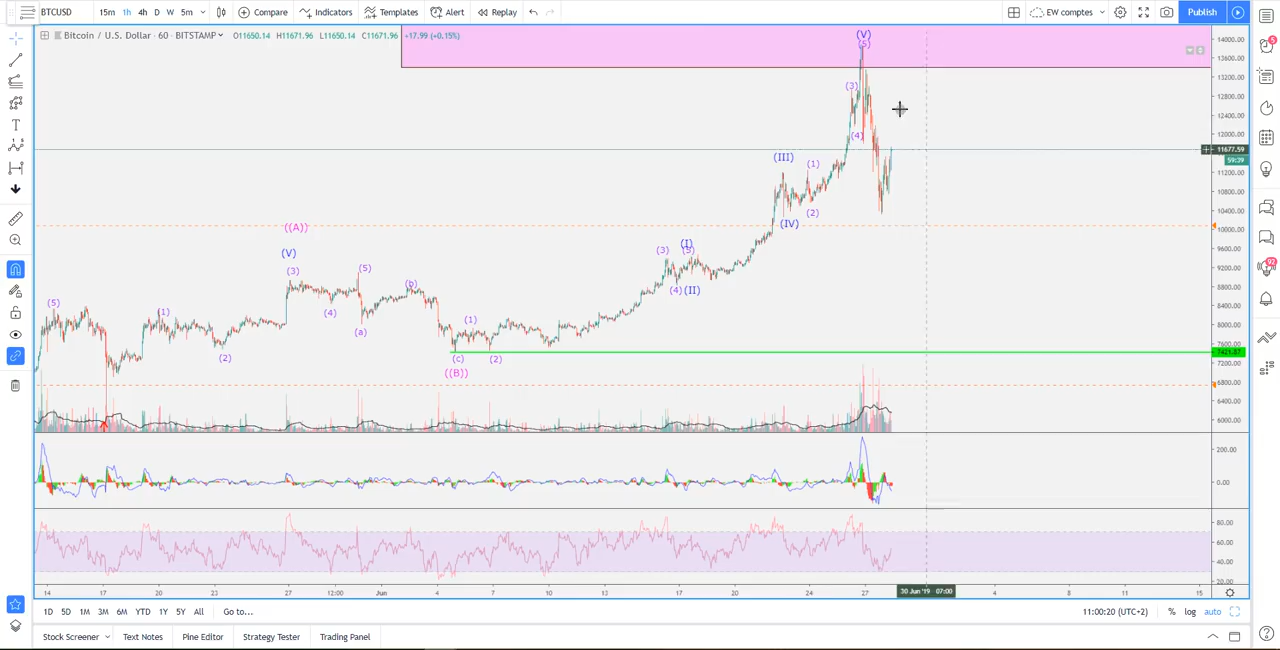 BTCUSD 15m 1h 4h D W 5m Compare Indicators Templates Alert Replay EW comptes Publish
Bitcoin / U.S. Dollar - 60 - BITSTAMP O11650.14 H11671.96 L11650.14 C11671.96 +17.99 (+0.15%)
(V)
(5)
(3)
(4)
(III)
(1)
(2)
(IV)
((A))
(V)
(3)
(4)
(5)
(a)
(b)
(3)
(I)
(5)
(4) (II)
(5)
(1)
(2)
(1)
(c)
(2)
((B))
14000.00
13600.00
13200.00
12800.00
12400.00
12000.00
11677.59
59:39
11200.00
10800.00
10400.00
10000.00
9600.00
9200.00
8800.00
8400.00
8000.00
7600.00
7421.87
7200.00
6800.00
6400.00
6000.00
200.00
0.00
80.00
60.00
40.00
20.00
14 17 20 23 27 12:00 Jun 4 7 10 13 17 20 24 27 30 Jun '19 07:00 4 8 11 15
1D 5D 1M 3M 6M YTD 1Y 5Y All Go to... 11:00:20 (UTC+2) % log auto
Stock Screener Text Notes Pine Editor Strategy Tester Trading Panel
5
92